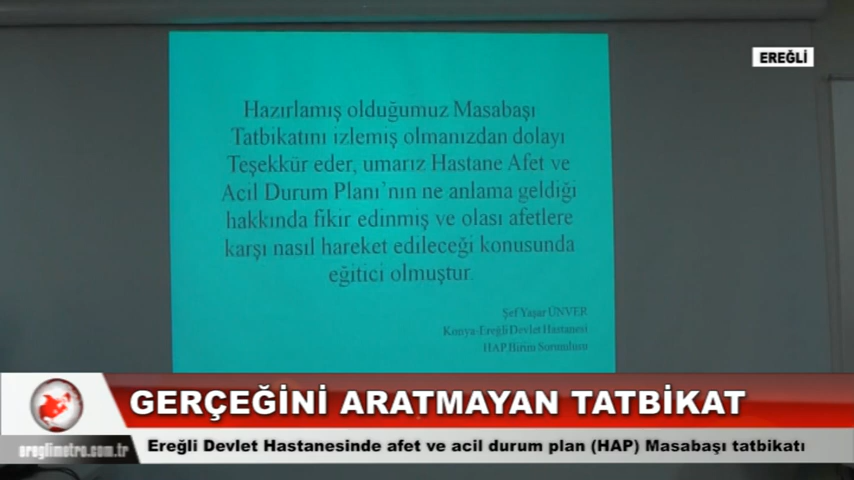 EREĞLİ
Hazırlamış olduğumuz Masabaşı
Tatbikatını izlemiş olmanızdan dolayı
Teşekkür eder, umarız Hastane Afet ve
Acil Durum Planı'nın ne anlama geldiği
hakkında fikir edinmiş ve olası afetlere
karşı nasıl hareket edileceği konusunda
eğitici olmuştur.
Şef Yaşar ÜNVER
Konya-Ereğli Devlet Hastanesi
HAP Birim Sorumlusu
GERÇEĞİNİ ARATMAYAN TATBİKAT
ereglimetro.com.tr
Ereğli Devlet Hastanesinde afet ve acil durum plan (HAP) Masabaşı tatbikatı